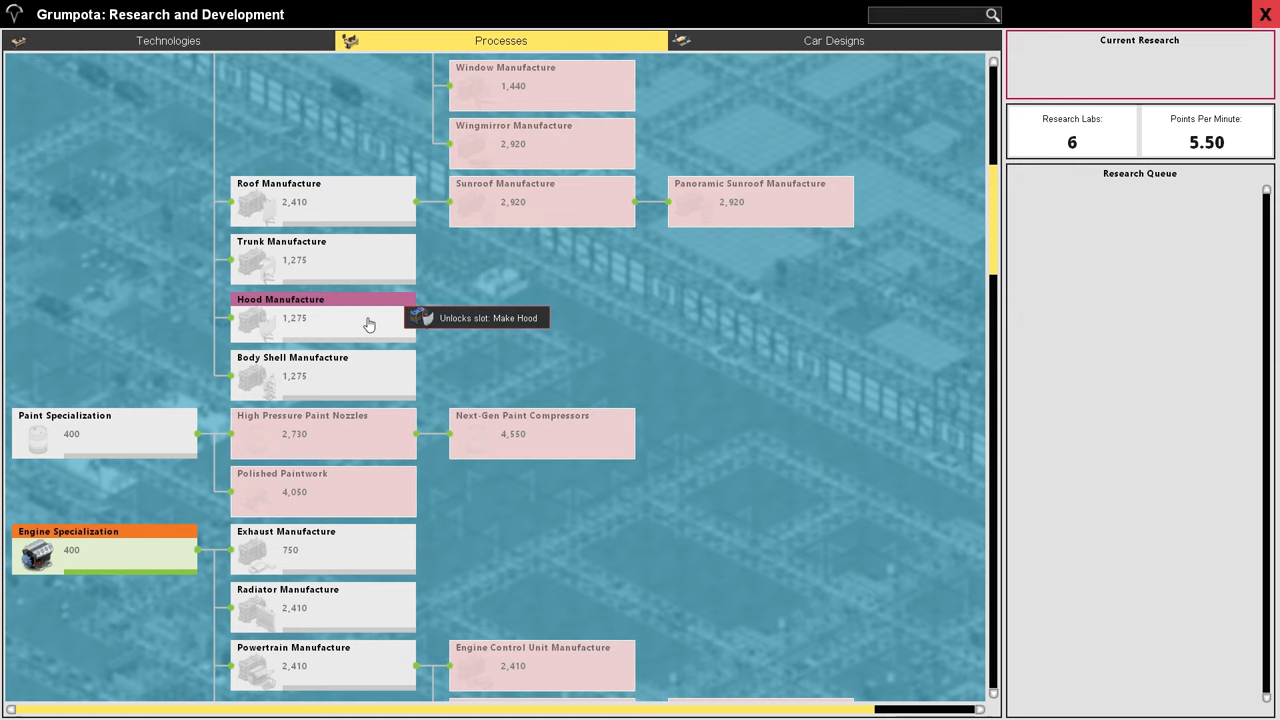 Grumpota: Research and Development
X
Technologies
Processes
Car Designs
Current Research
Research Labs:
6
Points Per Minute:
5.50
Research Queue
Window Manufacture
1,440
Wingmirror Manufacture
2,920
Roof Manufacture
2,410
Sunroof Manufacture
2,920
Panoramic Sunroof Manufacture
2,920
Trunk Manufacture
1,275
Hood Manufacture
1,275
Unlocks slot: Make Hood
Body Shell Manufacture
1,275
Paint Specialization
400
High Pressure Paint Nozzles
2,730
Next-Gen Paint Compressors
4,550
Polished Paintwork
4,050
Engine Specialization
400
Exhaust Manufacture
750
Radiator Manufacture
2,410
Powertrain Manufacture
2,410
Engine Control Unit Manufacture
2,410